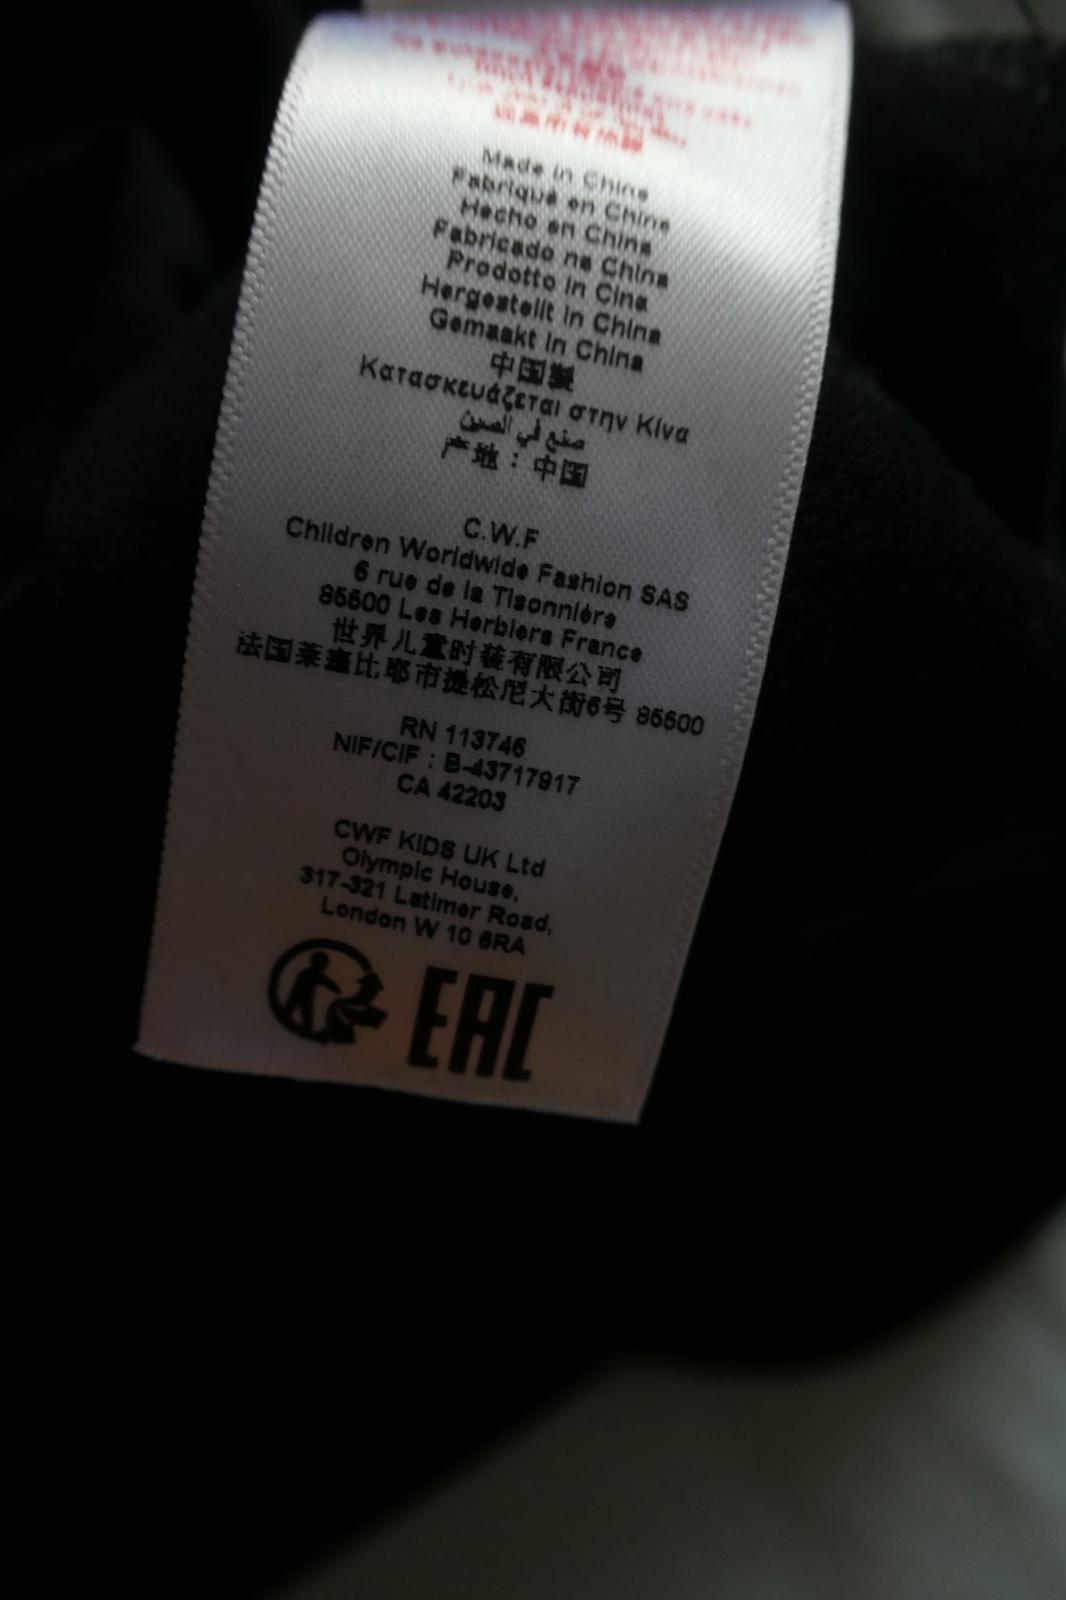 Made in China
Fabriqué en Chine
Hecho en China
Fabricado na China
Prodotto in Cina
Hergestellt in China
Gemaakt in China
中国製
Κατασκευάζεται στην Κίνα
صنع في الصين
产地：中国
C.W.F
Children Worldwide Fashion SAS
6 rue de la Tisonnière
85500 Les Herbiers France
世界儿童时装有限公司
法国莱塞比耶市提松尼大街6号 85500
RN 113746
NIF/CIF : B-43717917
CA 42203
CWF KIDS UK Ltd
Olympic House,
317-321 Latimer Road,
London W 10 6RA
EAC